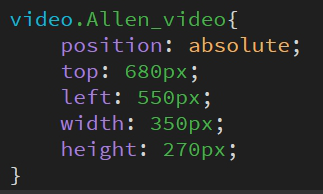 video.Allen_video{
    position: absolute;
    top: 680px;
    left: 550px;
    width: 350px;
    height: 270px;
}